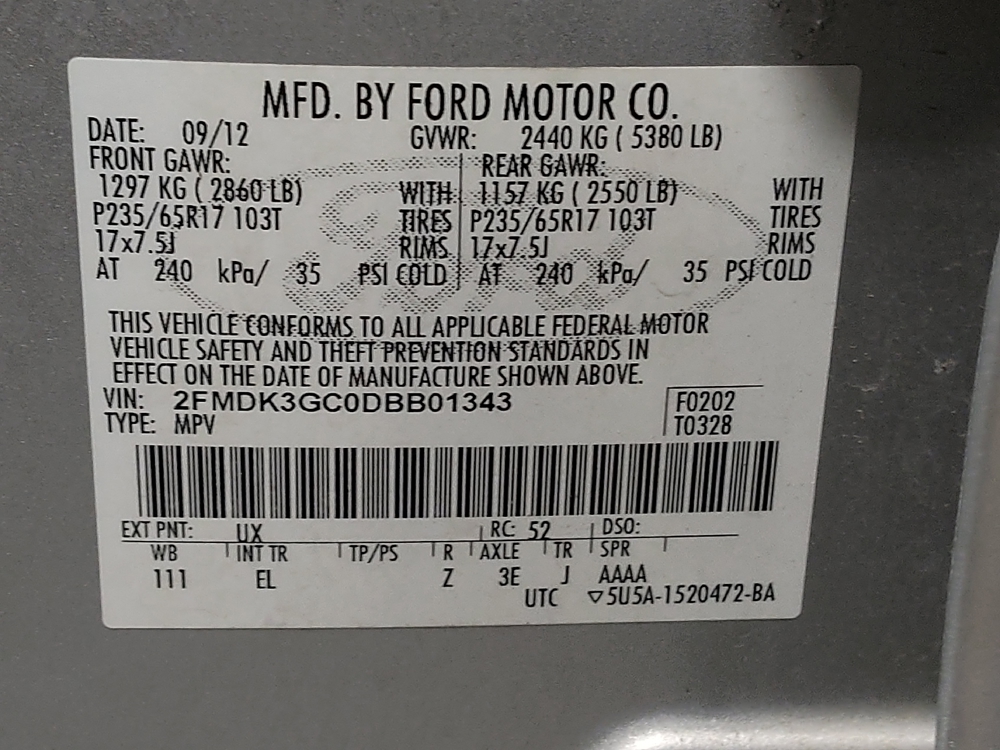 MFD. BY FORD MOTOR CO.
DATE: 09/12 GVWR: 2440 KG ( 5380 LB)
FRONT GAWR: REAR GAWR:
1297 KG ( 2860 LB) WITH 1157 KG ( 2550 LB) WITH
P235/65R17 103T TIRES P235/65R17 103T TIRES
17x7.5J RIMS 17x7.5J RIMS
AT 240 kPa/ 35 PSI COLD AT 240 kPa/ 35 PSI COLD
THIS VEHICLE CONFORMS TO ALL APPLICABLE FEDERAL MOTOR
VEHICLE SAFETY AND THEFT PREVENTION STANDARDS IN
EFFECT ON THE DATE OF MANUFACTURE SHOWN ABOVE.
VIN: 2FMDK3GC0DBB01343 F0202
TYPE: MPV T0328
EXT PNT: UX RC: 52 DSO:
WB INT TR TP/PS R AXLE TR SPR
111 EL Z 3E J AAAA
UTC ▽5U5A-1520472-BA